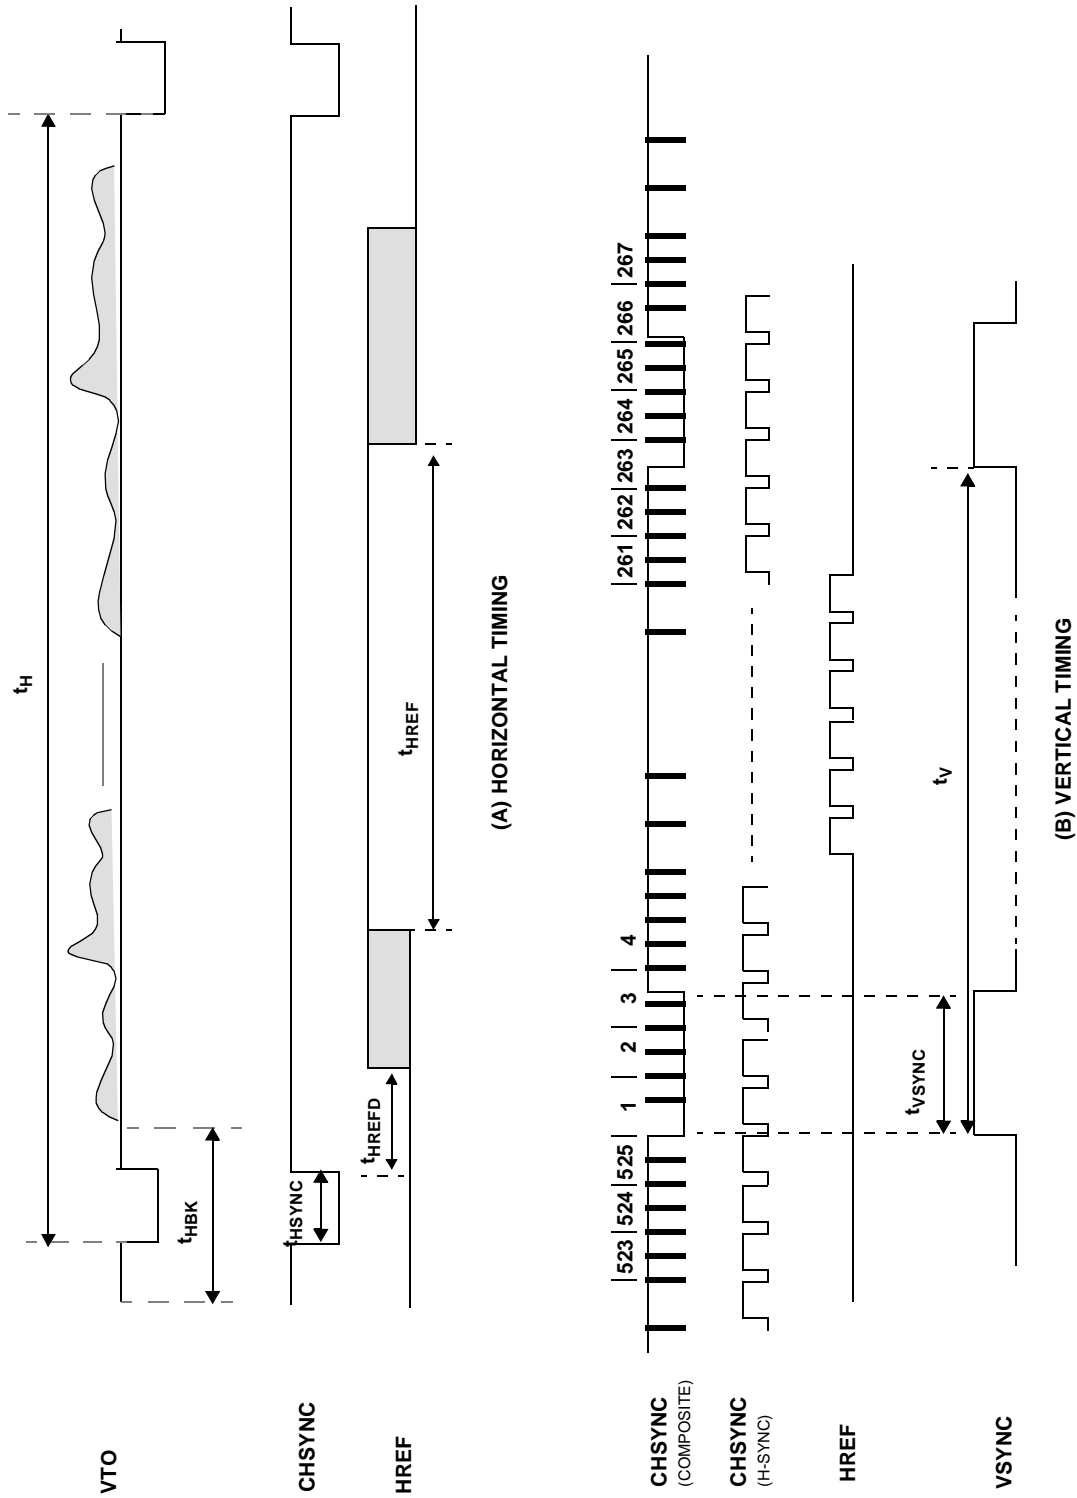 tH
VTO
tHBK
CHSYNC
tHSYNC
HREF
tHREFD
tHREF
(A) HORIZONTAL TIMING
523 524 525 1 2 3 4 261 262 263 264 265 266 267
CHSYNC
(COMPOSITE)
CHSYNC
(H-SYNC)
HREF
tVSYNC
tV
VSYNC
(B) VERTICAL TIMING